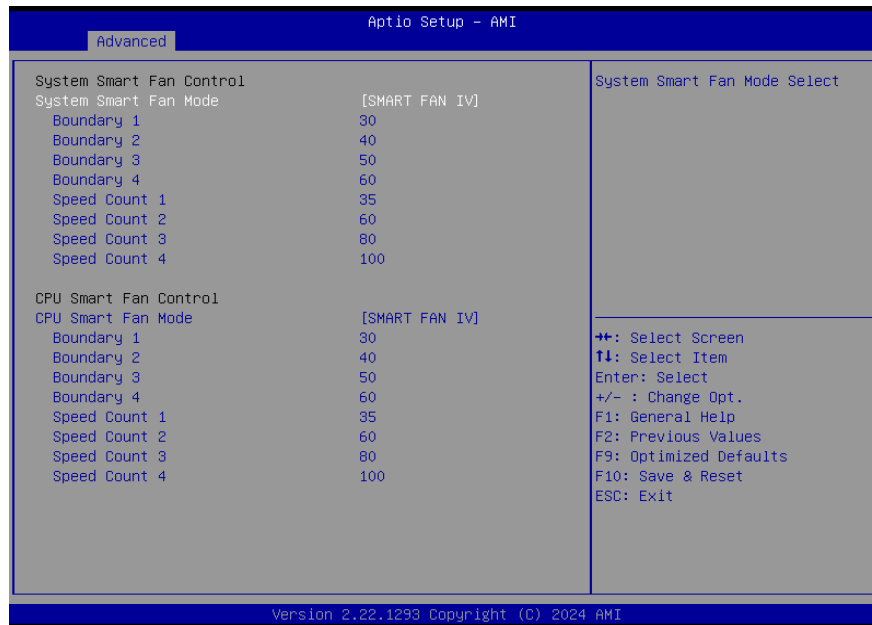 Aptio Setup – AMI
Advanced
System Smart Fan Control
System Smart Fan Mode [SMART FAN IV]
Boundary 1 30
Boundary 2 40
Boundary 3 50
Boundary 4 60
Speed Count 1 35
Speed Count 2 60
Speed Count 3 80
Speed Count 4 100
CPU Smart Fan Control
CPU Smart Fan Mode [SMART FAN IV]
Boundary 1 30
Boundary 2 40
Boundary 3 50
Boundary 4 60
Speed Count 1 35
Speed Count 2 60
Speed Count 3 80
Speed Count 4 100
System Smart Fan Mode Select
→←: Select Screen
↑↓: Select Item
Enter: Select
+/- : Change Opt.
F1: General Help
F2: Previous Values
F9: Optimized Defaults
F10: Save & Reset
ESC: Exit
Version 2.22.1293 Copyright (C) 2024 AMI